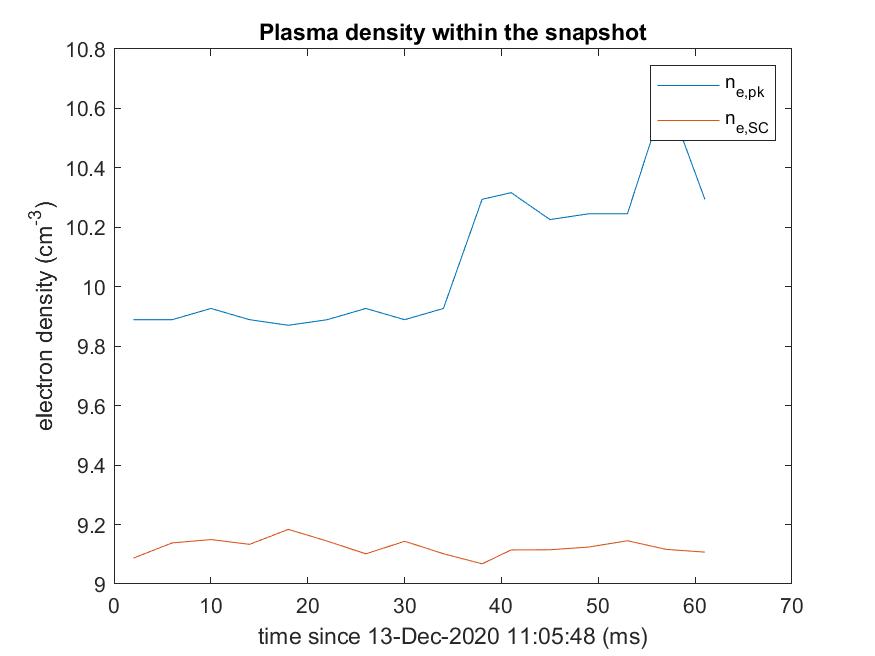 Plasma density within the snapshot
10.8
10.6
10.4
10.2
10
9.8
9.6
9.4
9.2
9
electron density (cm-3)
n e,pk
n e,SC
0 10 20 30 40 50 60 70
time since 13-Dec-2020 11:05:48 (ms)